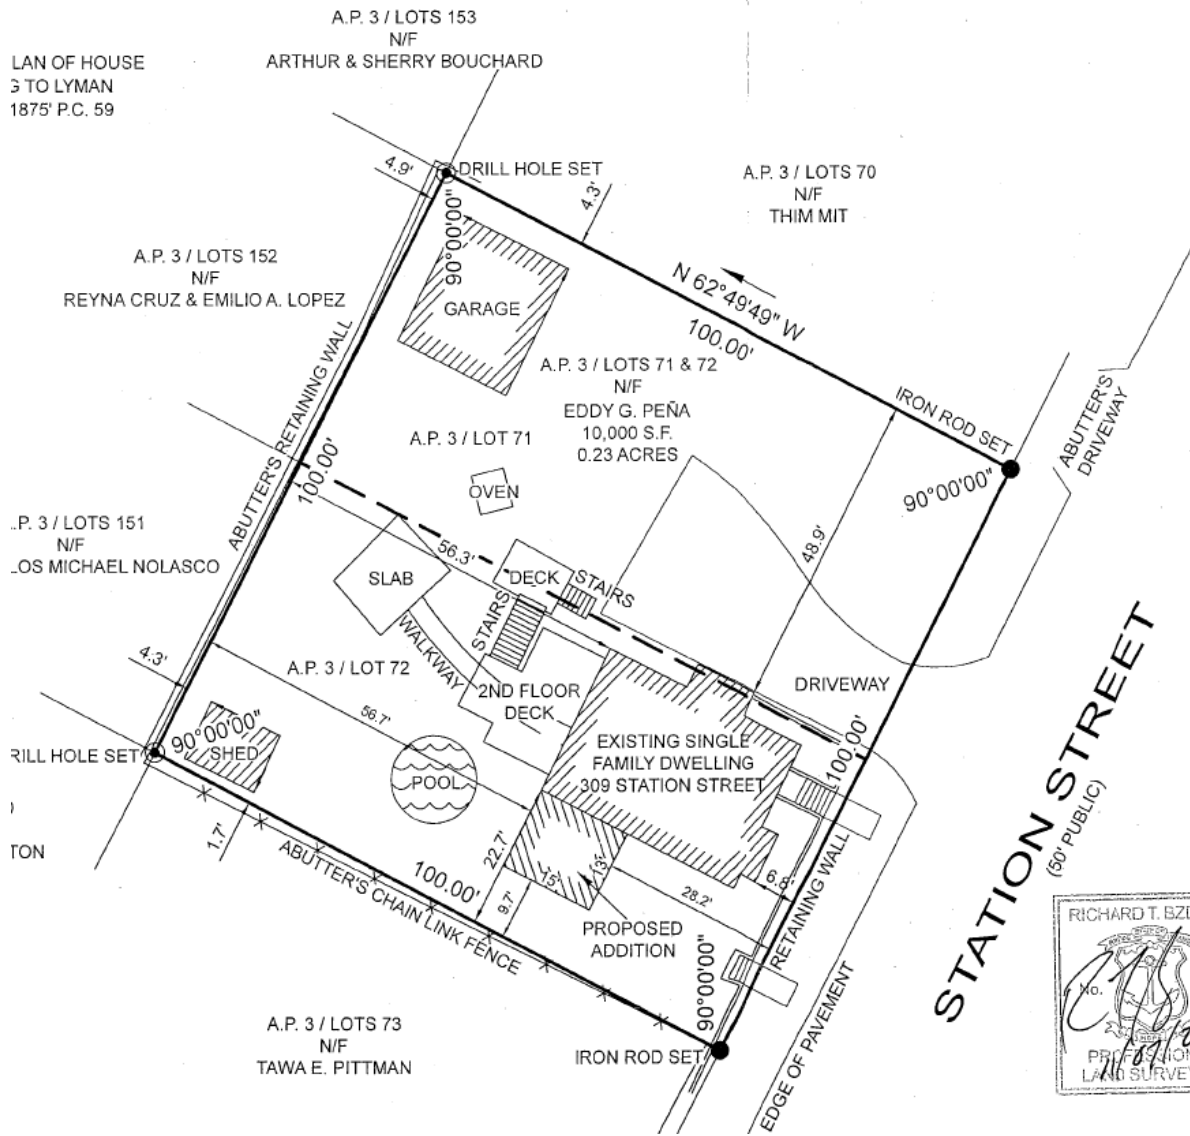 A.P. 3 / LOTS 153
N/F
ARTHUR & SHERRY BOUCHARD
LAN OF HOUSE
G TO LYMAN
1875' P.C. 59
4.9'
DRILL HOLE SET
90°00'00"
4.3'
A.P. 3 / LOTS 70
N/F
THIM MIT
A.P. 3 / LOTS 152
N/F
REYNA CRUZ & EMILIO A. LOPEZ
N 62°49'49" W
100.00'
GARAGE
ABUTTER'S RETAINING WALL
A.P. 3 / LOTS 71 & 72
N/F
EDDY G. PEÑA
10,000 S.F.
0.23 ACRES
IRON ROD SET
90°00'00"
ABUTTER'S
DRIVEWAY
A.P. 3 / LOT 71
100.00'
OVEN
.P. 3 / LOTS 151
N/F
LOS MICHAEL NOLASCO
56.3'
48.9'
SLAB
DECK
STAIRS
STAIRS
WALKWAY
4.3'
A.P. 3 / LOT 72
2ND FLOOR
DECK
DRIVEWAY
56.7'
90°00'00"
RILL HOLE SET
SHED
POOL
EXISTING SINGLE
FAMILY DWELLING
309 STATION STREET
100.00'
STATION STREET
(50' PUBLIC)
1.7'
TON
ABUTTER'S CHAIN LINK FENCE
100.00'
22.7'
15'
13'
9.7'
28.2'
6.8'
RETAINING WALL
PROPOSED
ADDITION
90°00'00"
IRON ROD SET
EDGE OF PAVEMENT
A.P. 3 / LOTS 73
N/F
TAWA E. PITTMAN
RICHARD T. BZD
No.
PROFESSION
LAND SURVEY